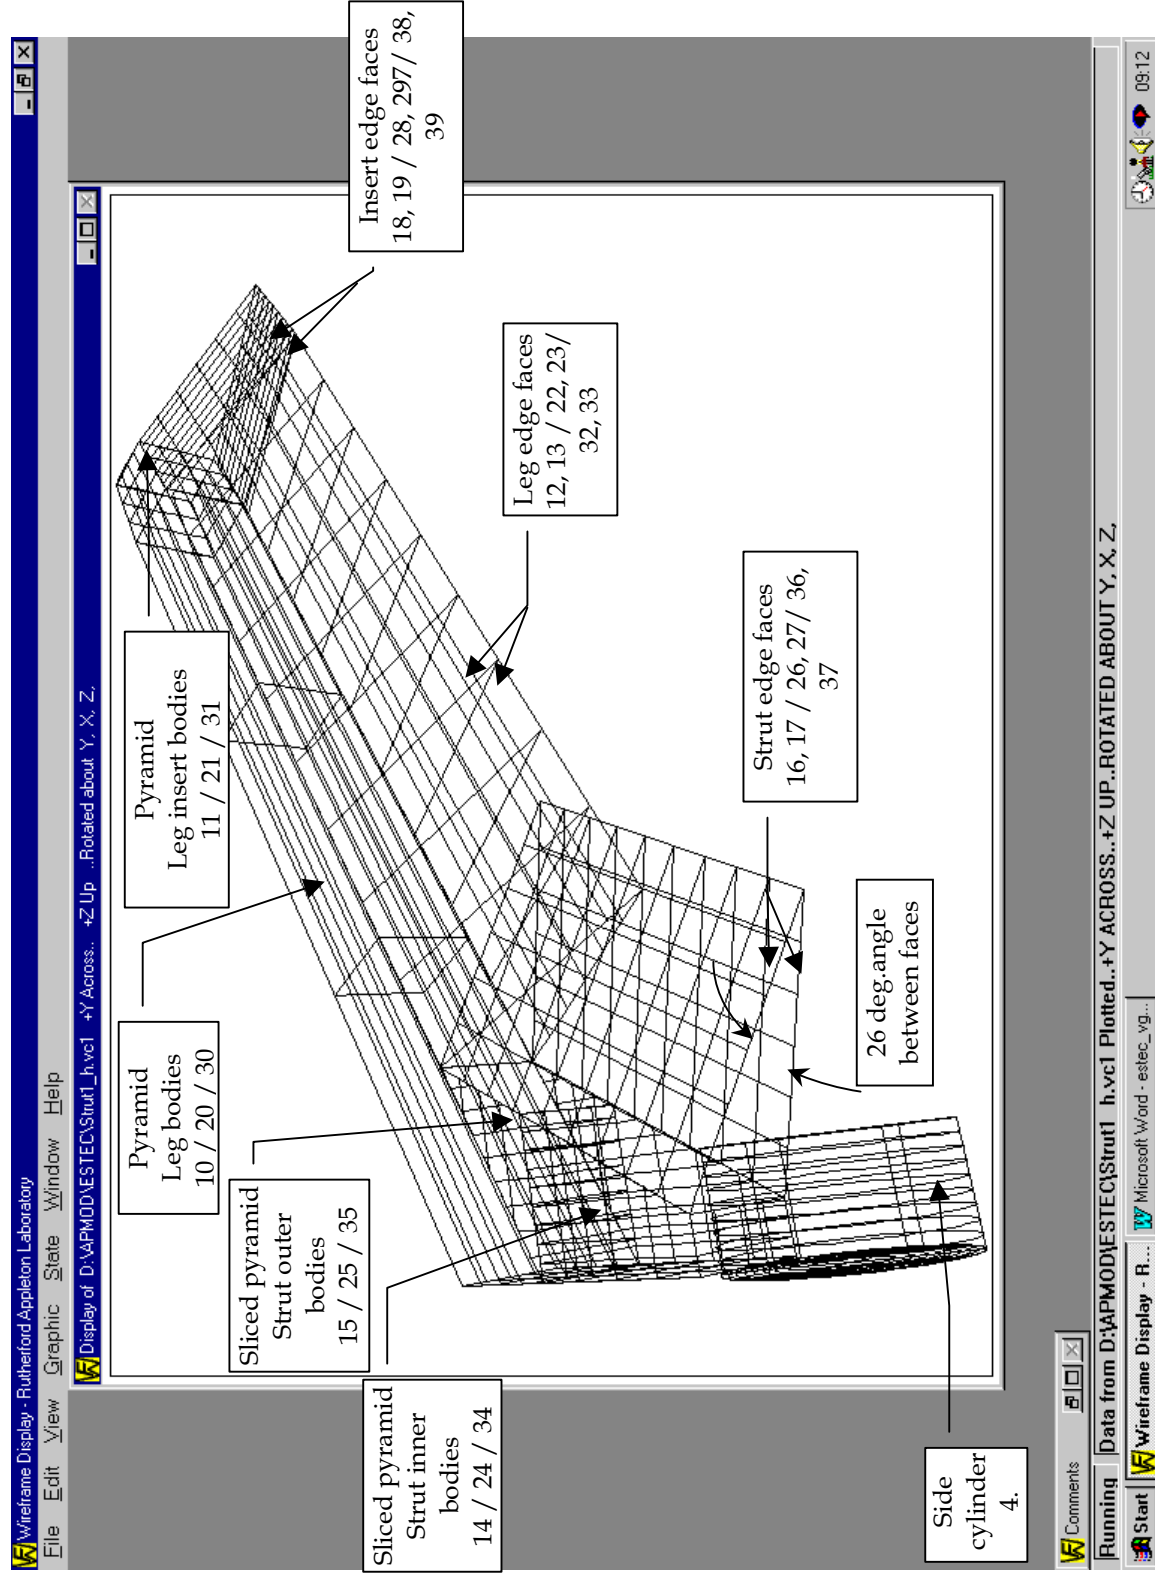 Wireframe Display - Rutherford Appleton Laboratory
File Edit View Graphic State Window Help
Display of D:\APMOD\ESTEC\Strut1_h.vc1 +Y Across.. +Z Up ..Rotated about Y, X, Z,
Pyramid
Leg insert bodies
11 / 21 / 31
Pyramid
Leg bodies
10 / 20 / 30
Sliced pyramid
Strut outer
bodies
15 / 25 / 35
Sliced pyramid
Strut inner
bodies
14 / 24 / 34
Side
cylinder
4.
Insert edge faces
18, 19 / 28, 297/ 38,
39
Leg edge faces
12, 13 / 22, 23/
32, 33
Strut edge faces
16, 17 / 26, 27/ 36,
37
26 deg.angle
between faces
Comments
Running Data from D:\APMOD\ESTEC\Strut1_h.vc1 Plotted..+Y ACROSS..+Z UP..ROTATED ABOUT Y, X, Z,
Start Wireframe Display - R... Microsoft Word - estec_vg... 09:12